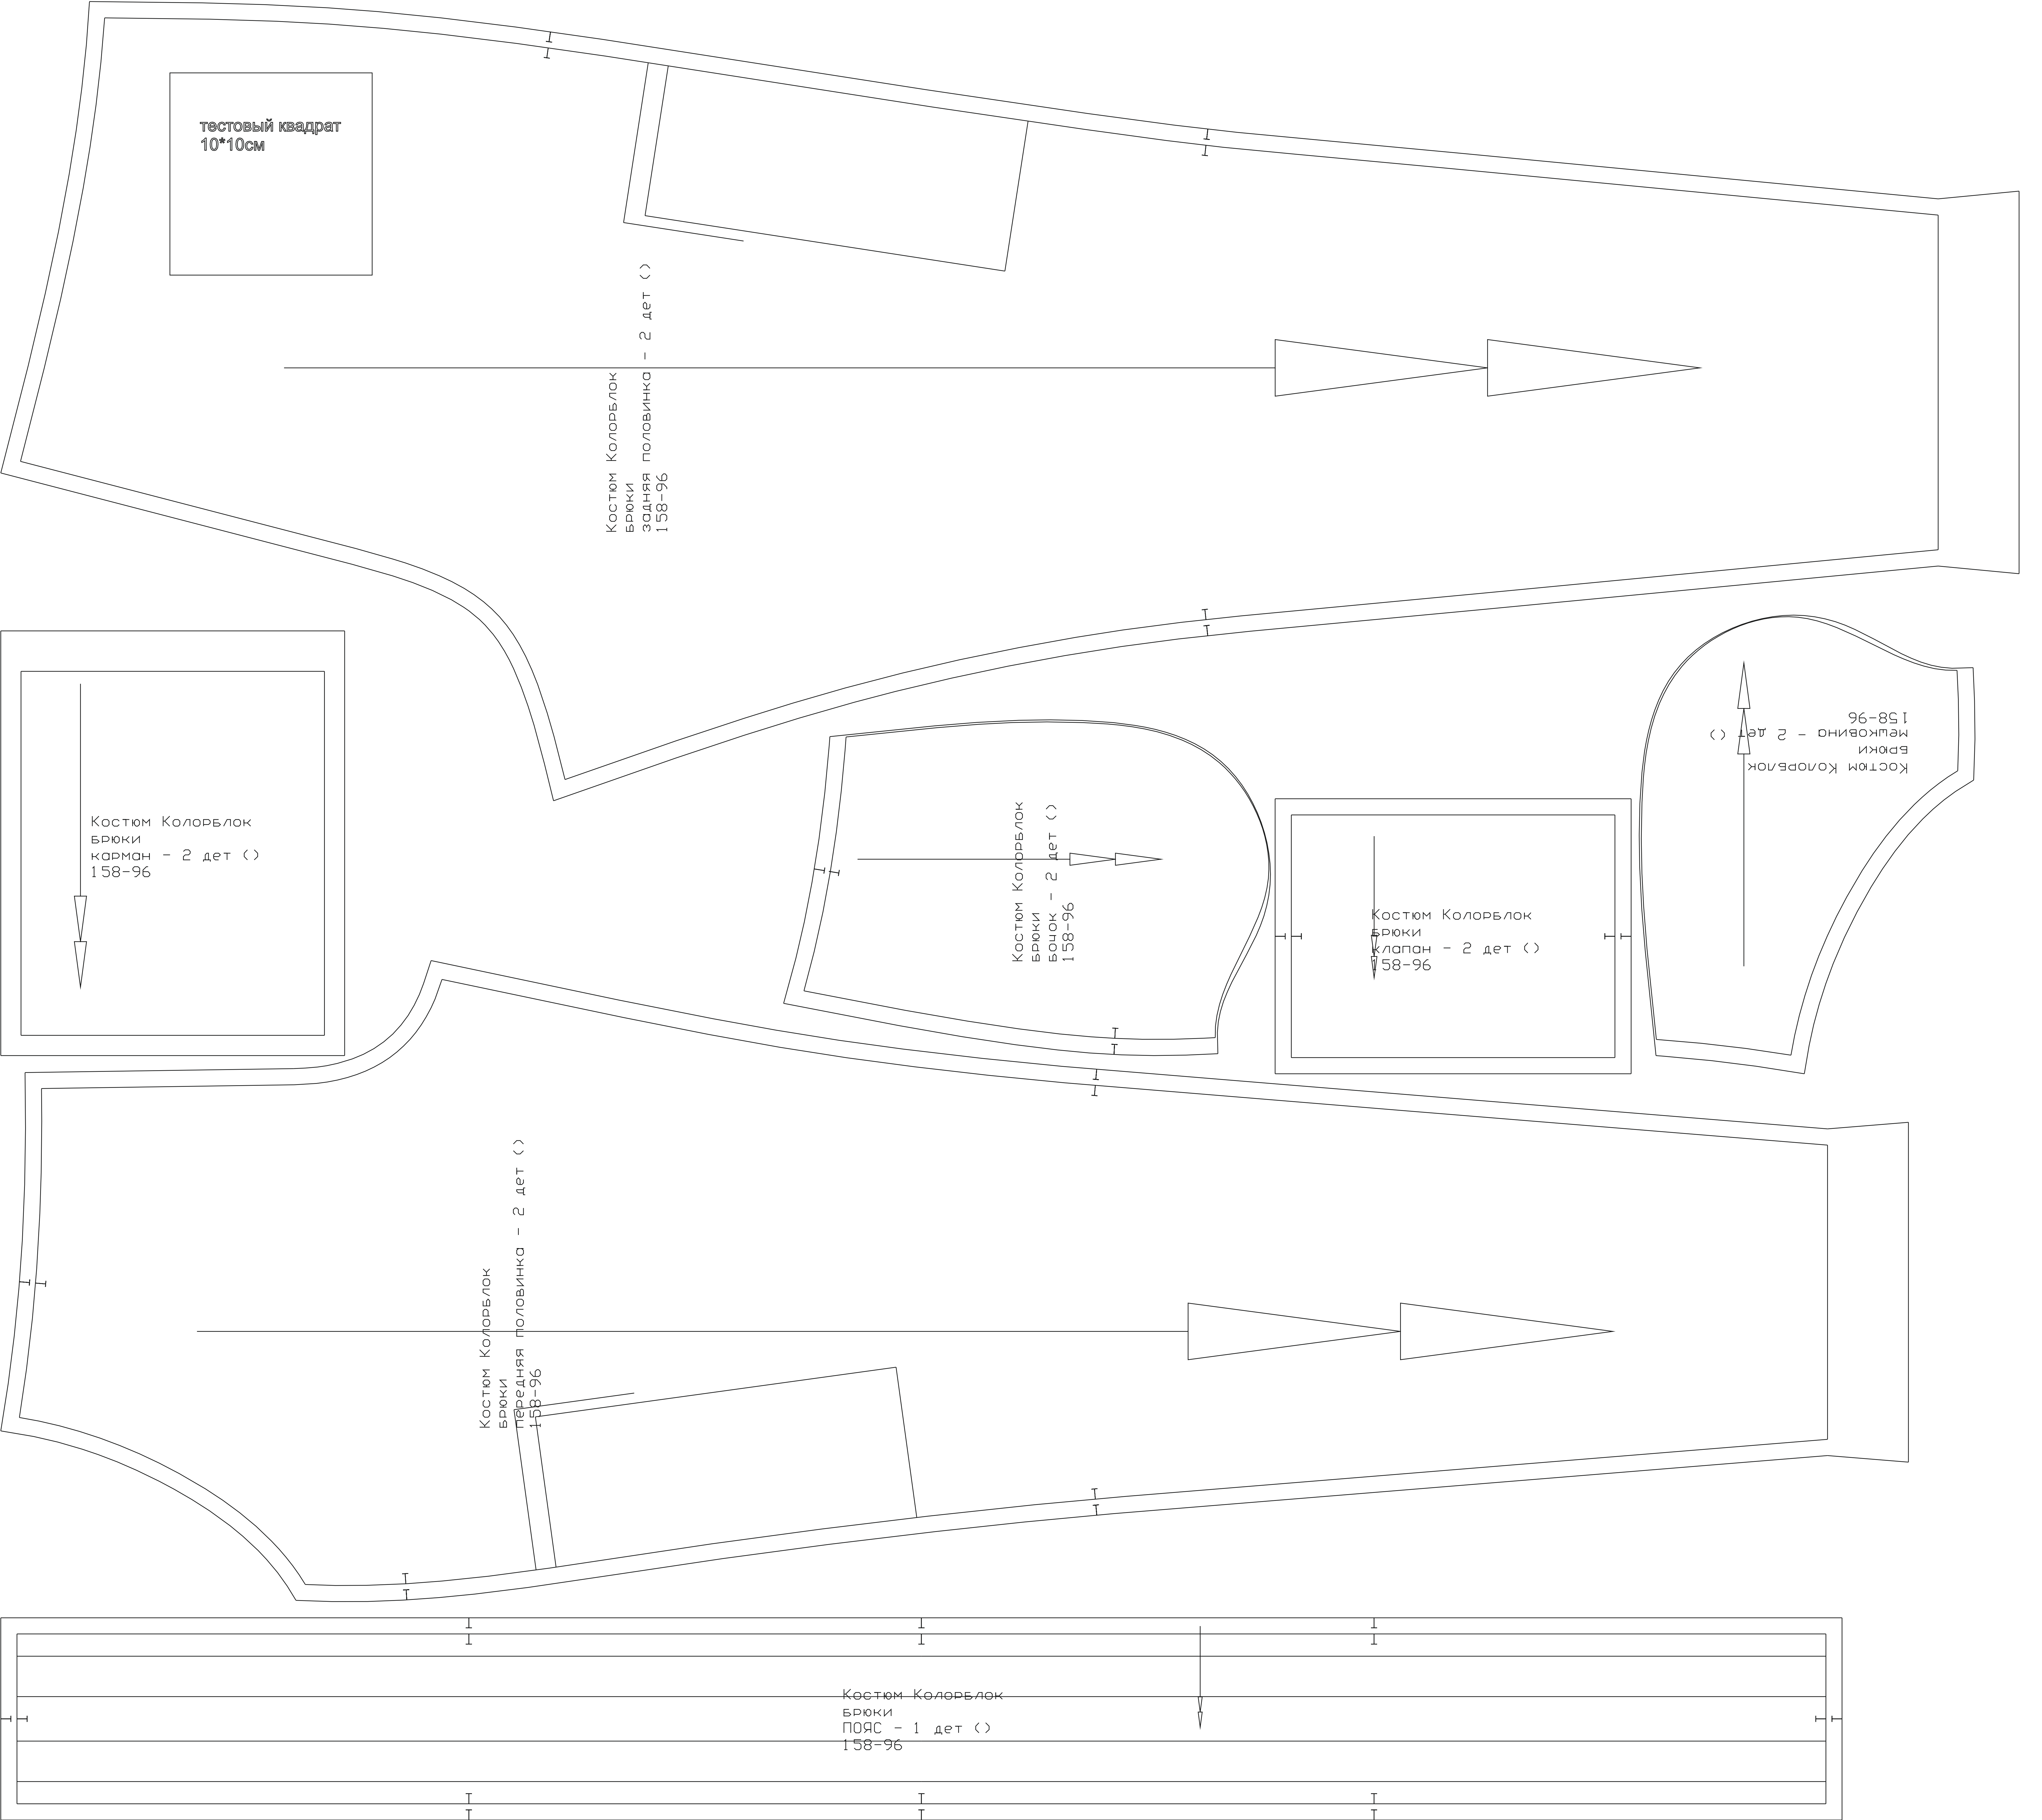 тестовый квадрат
10*10см
Костюм Колорблок
Брюки
задняя половинка - 2 дет ()
158-96
Костюм Колорблок
Брюки
мешковина - 2 дет ()
158-96
Костюм Колорблок
Брюки
карман - 2 дет ()
158-96
Костюм Колорблок
Брюки
бочок - 2 дет ()
158-96
Костюм Колорблок
Брюки
клапан - 2 дет ()
158-96
Костюм Колорблок
Брюки
передняя половинка - 2 дет ()
158-96
Костюм Колорблок
Брюки
ПОЯС - 1 дет ()
158-96